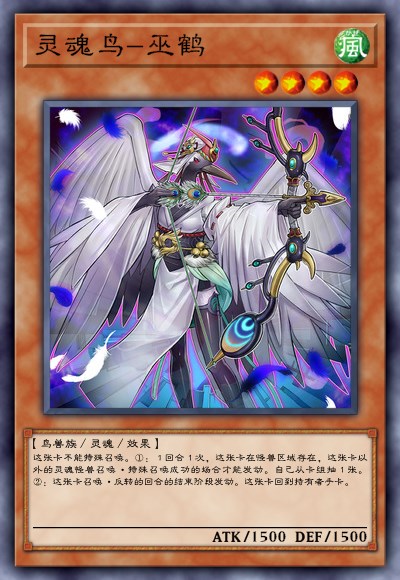 灵魂鸟-巫鹤
風
【鸟兽族／灵魂／效果】
这张卡不能特殊召唤。①：1回合1次，这张卡在怪兽区域存在，这张卡以
外的灵魂怪兽召唤·特殊召唤成功的场合才能发动。自己从卡组抽1张。
②：这张卡召唤·反转的回合的结束阶段发动。这张卡回到持有者手卡。
ATK/1500 DEF/1500